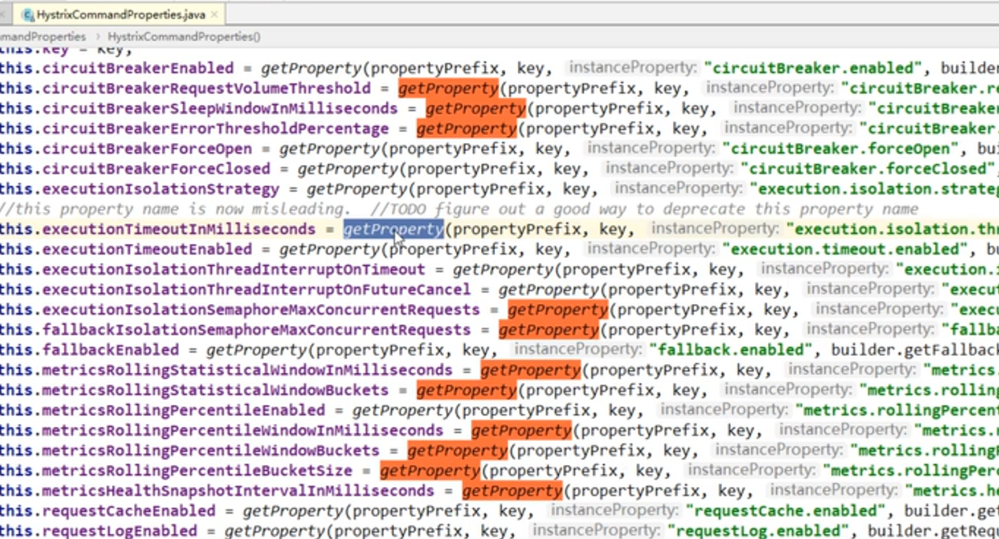 HystrixCommandProperties.java
mandProperties > HystrixCommandProperties()
this.key = key;
this.circuitBreakerEnabled = getProperty(propertyPrefix, key, instanceProperty: "circuitBreaker.enabled", builder
this.circuitBreakerRequestVolumeThreshold = getProperty(propertyPrefix, key, instanceProperty: "circuitBreaker.re
this.circuitBreakerSleepWindowInMilliseconds = getProperty(propertyPrefix, key, instanceProperty: "circuitBreaker
this.circuitBreakerErrorThresholdPercentage = getProperty(propertyPrefix, key, instanceProperty: "circuitBreaker.
this.circuitBreakerForceOpen = getProperty(propertyPrefix, key, instanceProperty: "circuitBreaker.forceOpen", bui
this.circuitBreakerForceClosed = getProperty(propertyPrefix, key, instanceProperty: "circuitBreaker.forceClosed",
this.executionIsolationStrategy = getProperty(propertyPrefix, key, instanceProperty: "execution.isolation.strateg
//this property name is now misleading.  //TODO figure out a good way to deprecate this property name
this.executionTimeoutInMilliseconds = getProperty(propertyPrefix, key, instanceProperty: "execution.isolation.thr
this.executionTimeoutEnabled = getProperty(propertyPrefix, key, instanceProperty: "execution.timeout.enabled", bu
this.executionIsolationThreadInterruptOnTimeout = getProperty(propertyPrefix, key, instanceProperty: "execution.i
this.executionIsolationThreadInterruptOnFutureCancel = getProperty(propertyPrefix, key, instanceProperty: "execut
this.executionIsolationSemaphoreMaxConcurrentRequests = getProperty(propertyPrefix, key, instanceProperty: "execu
this.fallbackIsolationSemaphoreMaxConcurrentRequests = getProperty(propertyPrefix, key, instanceProperty: "fallba
this.fallbackEnabled = getProperty(propertyPrefix, key, instanceProperty: "fallback.enabled", builder.getFallback
this.metricsRollingStatisticalWindowInMilliseconds = getProperty(propertyPrefix, key, instanceProperty: "metrics.
this.metricsRollingStatisticalWindowBuckets = getProperty(propertyPrefix, key, instanceProperty: "metrics.rolling
this.metricsRollingPercentileEnabled = getProperty(propertyPrefix, key, instanceProperty: "metrics.rollingPercent
this.metricsRollingPercentileWindowInMilliseconds = getProperty(propertyPrefix, key, instanceProperty: "metrics.r
this.metricsRollingPercentileWindowBuckets = getProperty(propertyPrefix, key, instanceProperty: "metrics.rollingP
this.metricsRollingPercentileBucketSize = getProperty(propertyPrefix, key, instanceProperty: "metrics.rollingPerc
this.metricsHealthSnapshotIntervalInMilliseconds = getProperty(propertyPrefix, key, instanceProperty: "metrics.he
this.requestCacheEnabled = getProperty(propertyPrefix, key, instanceProperty: "requestCache.enabled", builder.get
this.requestLogEnabled = getProperty(propertyPrefix, key, instanceProperty: "requestLog.enabled", builder.getRequ